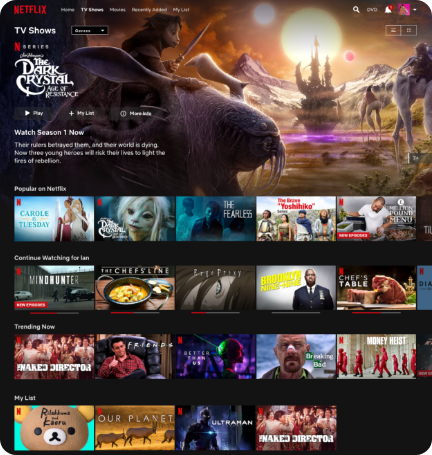 NETFLIX Home TV Shows Movies Recently Added My List DVD
TV Shows Genres
N SERIES
Jim Henson's
THE
DARK
CRYSTAL
AGE OF
RESISTANCE
Play My List More Info
Watch Season 1 Now
Their rulers betrayed them, and their world is dying.
Now three young heroes will risk their lives to light the
fires of rebellion.
Popular on Netflix
CAROLE &
TUESDAY
THE
DARK
CRYSTAL
THE
FEARLESS
The Brave
"Yoshihiko"
MILLION
POUND
MENU
NEW EPISODES
Continue Watching for Ian
MINDHUNTER
NEW EPISODES
THE CHEFS' LINE
Ergo Proxy
BROOKLYN
NINE-NINE
CHEF'S
TABLE
Trending Now
THE NAKED DIRECTOR
FRIENDS
BETTER
THAN US
Breaking
Bad
MONEY HEIST
My List
Rilakkuma
and
Kaoru
OUR PLANET
ULTRAMAN
THE NAKED DIRECTOR